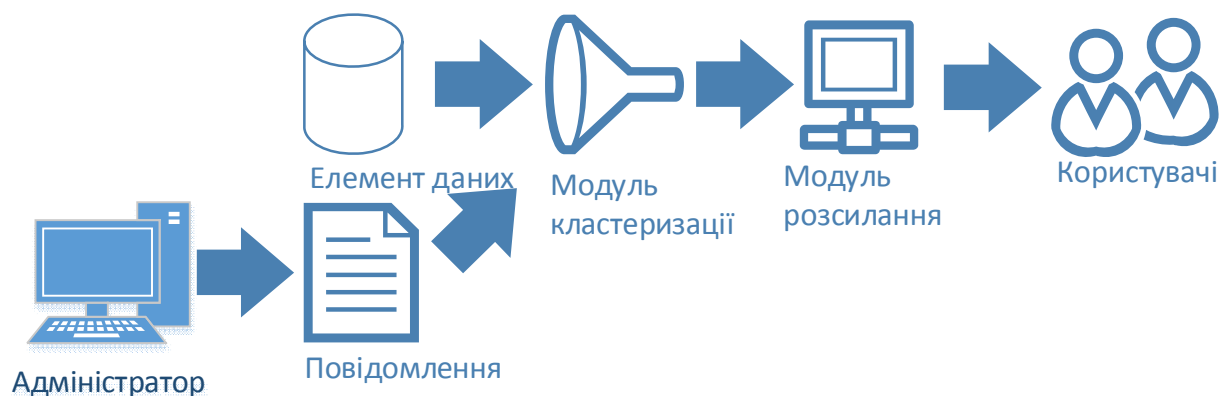 Елемент даних
Модуль
кластеризації
Модуль
розсилання
Користувачі
Повідомлення
Адміністратор